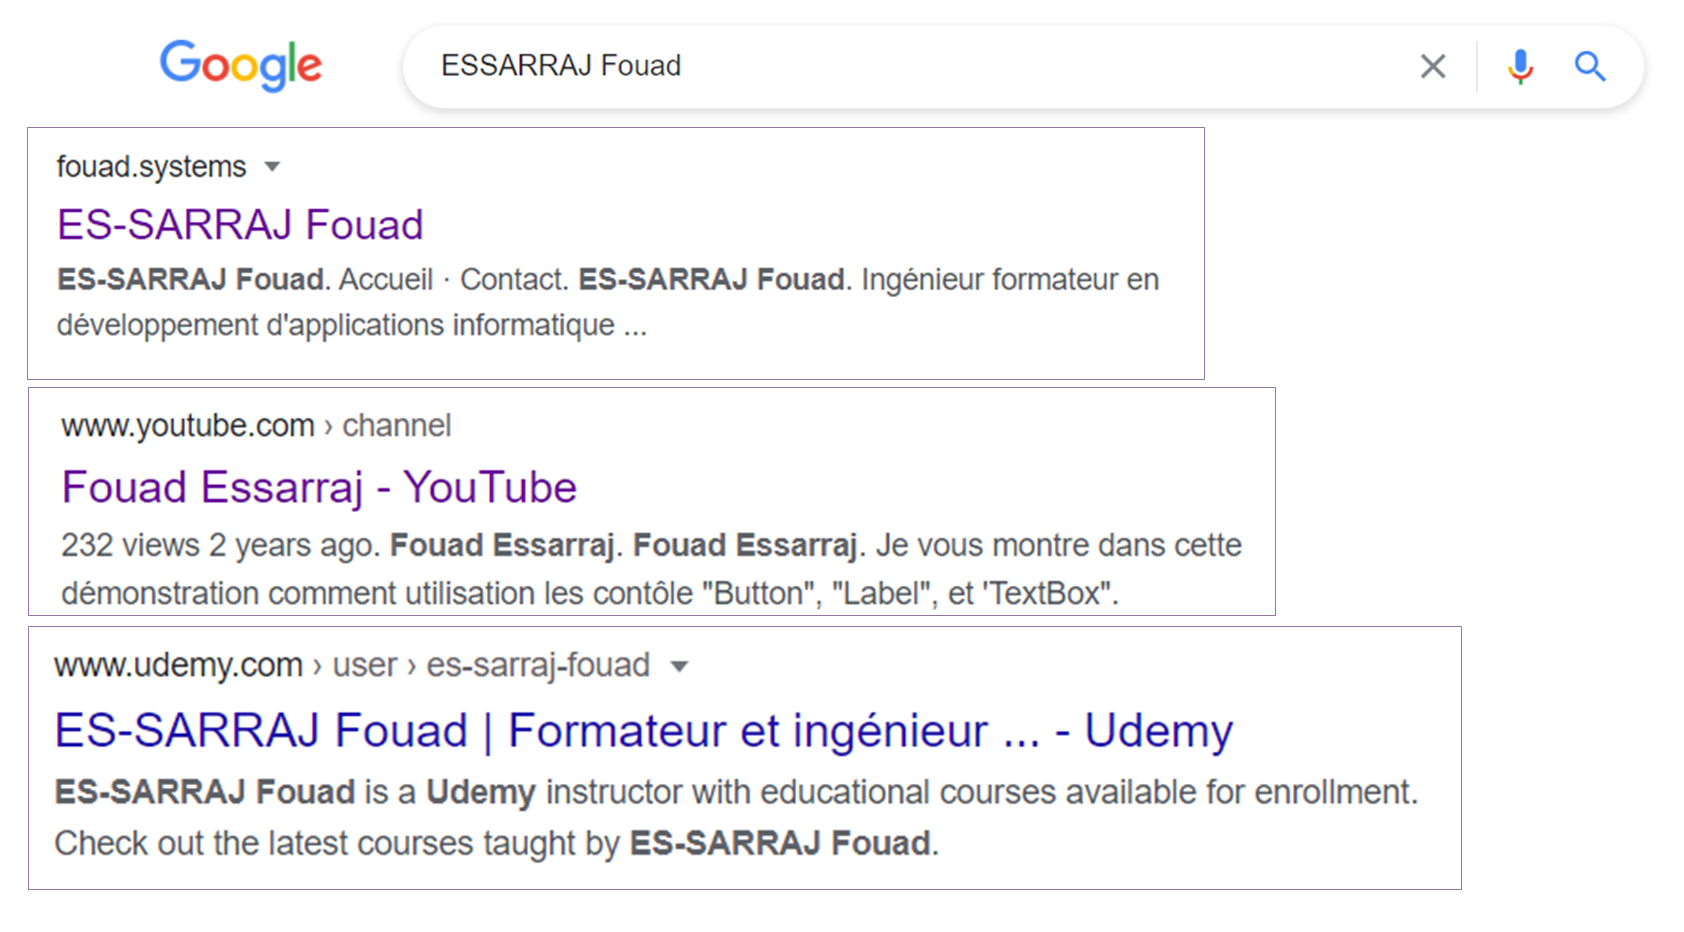 Google
ESSARRAJ Fouad
fouad.systems
ES-SARRAJ Fouad
ES-SARRAJ Fouad. Accueil · Contact. ES-SARRAJ Fouad. Ingénieur formateur en
développement d'applications informatique ...
www.youtube.com › channel
Fouad Essarraj - YouTube
232 views 2 years ago. Fouad Essarraj. Fouad Essarraj. Je vous montre dans cette
démonstration comment utilisation les contôle "Button", "Label", et 'TextBox".
www.udemy.com › user › es-sarraj-fouad
ES-SARRAJ Fouad | Formateur et ingénieur ... - Udemy
ES-SARRAJ Fouad is a Udemy instructor with educational courses available for enrollment.
Check out the latest courses taught by ES-SARRAJ Fouad.